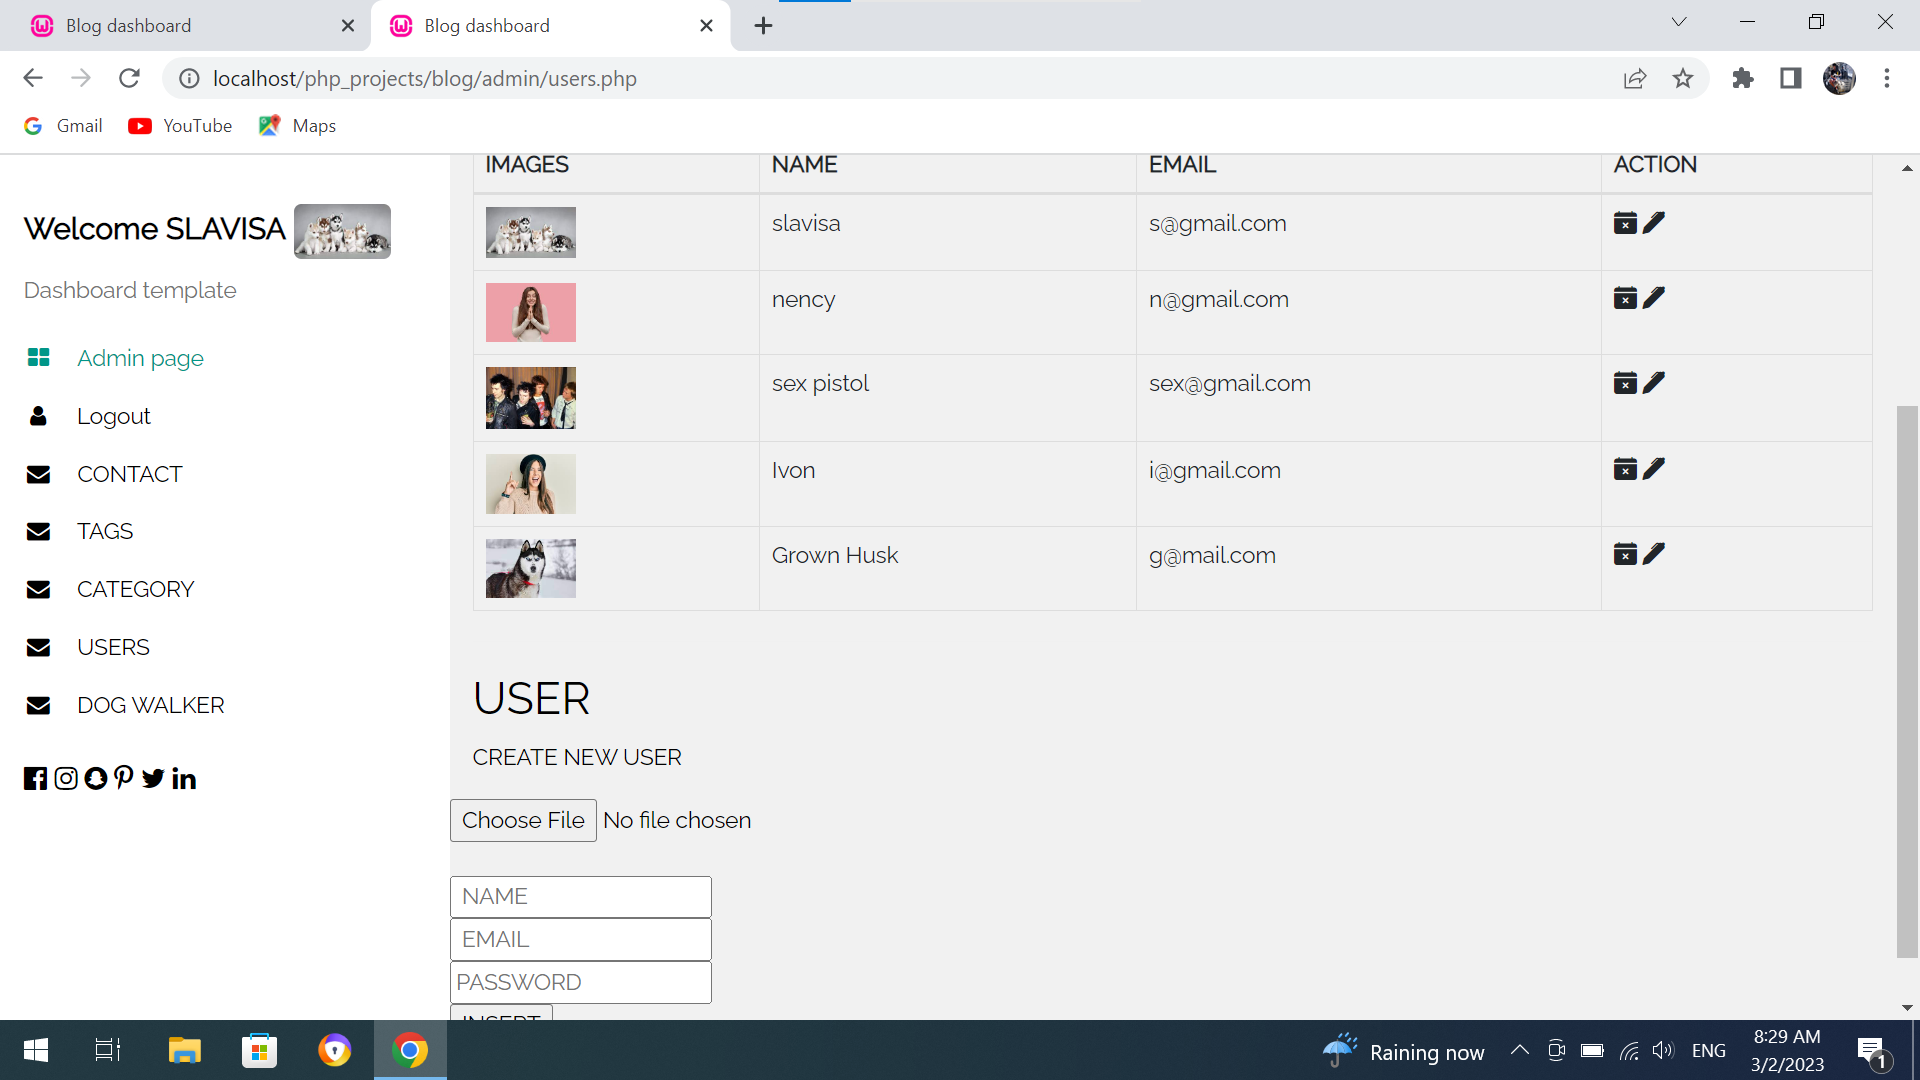 Blog dashboard
Blog dashboard
localhost/php_projects/blog/admin/users.php
Gmail
YouTube
Maps
Welcome SLAVISA
Dashboard template
Admin page
Logout
CONTACT
TAGS
CATEGORY
USERS
DOG WALKER
IMAGES NAME EMAIL ACTION
slavisa s@gmail.com
nency n@gmail.com
sex pistol sex@gmail.com
Ivon i@gmail.com
Grown Husk g@mail.com
USER
CREATE NEW USER
Choose File No file chosen
NAME
EMAIL
PASSWORD
INSERT
Raining now
ENG
8:29 AM
3/2/2023
1